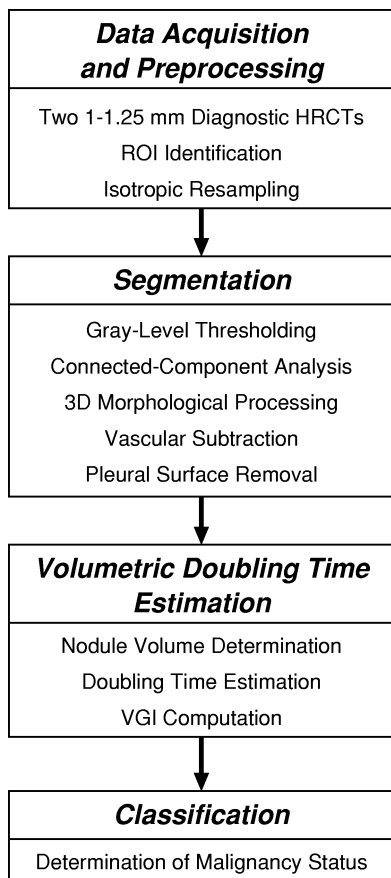 Data Acquisition
and Preprocessing
Two 1-1.25 mm Diagnostic HRCTs
ROI Identification
Isotropic Resampling
Segmentation
Gray-Level Thresholding
Connected-Component Analysis
3D Morphological Processing
Vascular Subtraction
Pleural Surface Removal
Volumetric Doubling Time
Estimation
Nodule Volume Determination
Doubling Time Estimation
VGI Computation
Classification
Determination of Malignancy Status